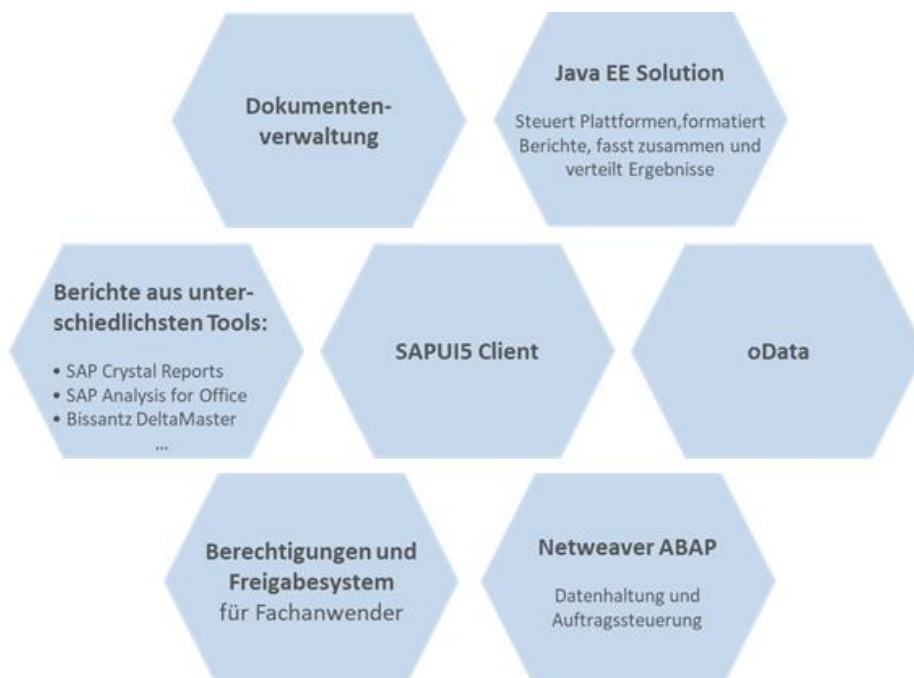 Dokumenten-
verwaltung
Java EE Solution
Steuert Plattformen,formatiert
Berichte, fasst zusammen und
verteilt Ergebnisse
Berichte aus unter-
schiedlichsten Tools:
• SAP Crystal Reports
• SAP Analysis for Office
• Bissantz DeltaMaster
...
SAPUI5 Client
oData
Berechtigungen und
Freigabesystem
für Fachanwender
Netweaver ABAP
Datenhaltung und
Auftragssteuerung